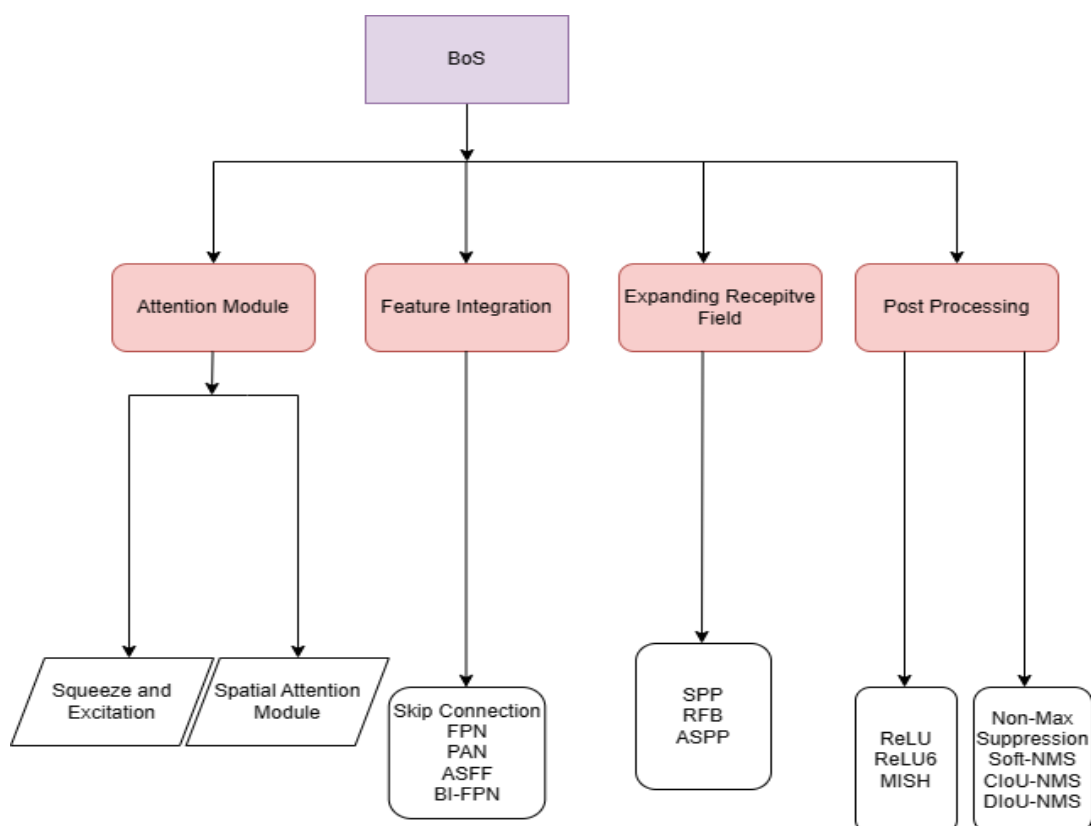 BoS
Attention Module
Feature Integration
Expanding Recepitve
Field
Post Processing
Squeeze and
Excitation
Spatial Attention
Module
Skip Connection
FPN
PAN
ASFF
BI-FPN
SPP
RFB
ASPP
ReLU
ReLU6
MISH
Non-Max
Suppression
Soft-NMS
CIoU-NMS
DIoU-NMS